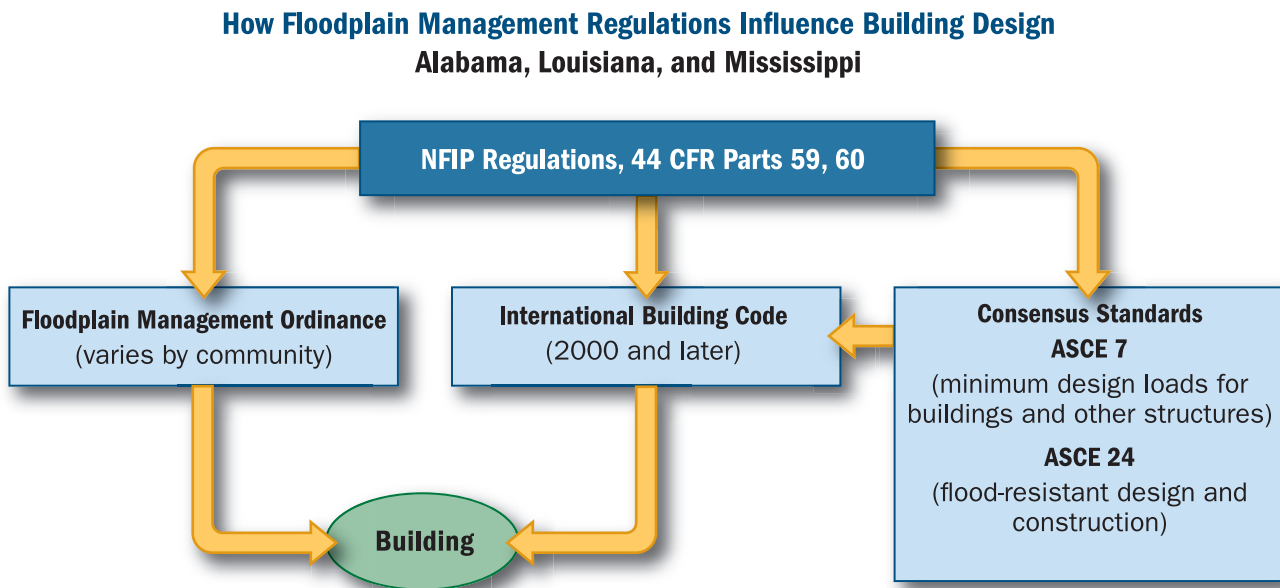 How Floodplain Management Regulations Influence Building Design
Alabama, Louisiana, and Mississippi
NFIP Regulations, 44 CFR Parts 59, 60
Floodplain Management Ordinance
(varies by community)
International Building Code
(2000 and later)
Consensus Standards
ASCE 7
(minimum design loads for
buildings and other structures)
ASCE 24
(flood-resistant design and
construction)
Building